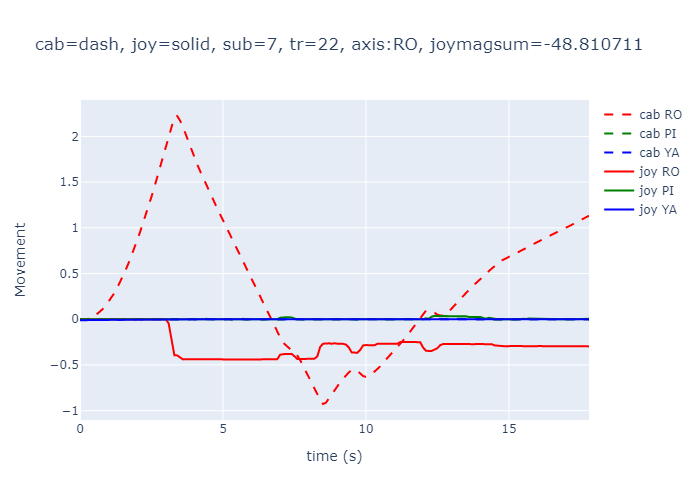 cab=dash, joy=solid, sub=7, tr=22, axis:RO, joymagsum=-48.810711
cab RO
cab PI
cab YA
joy RO
joy PI
joy YA
Movement
2
1.5
1
0.5
0
−0.5
−1
0 5 10 15
time (s)